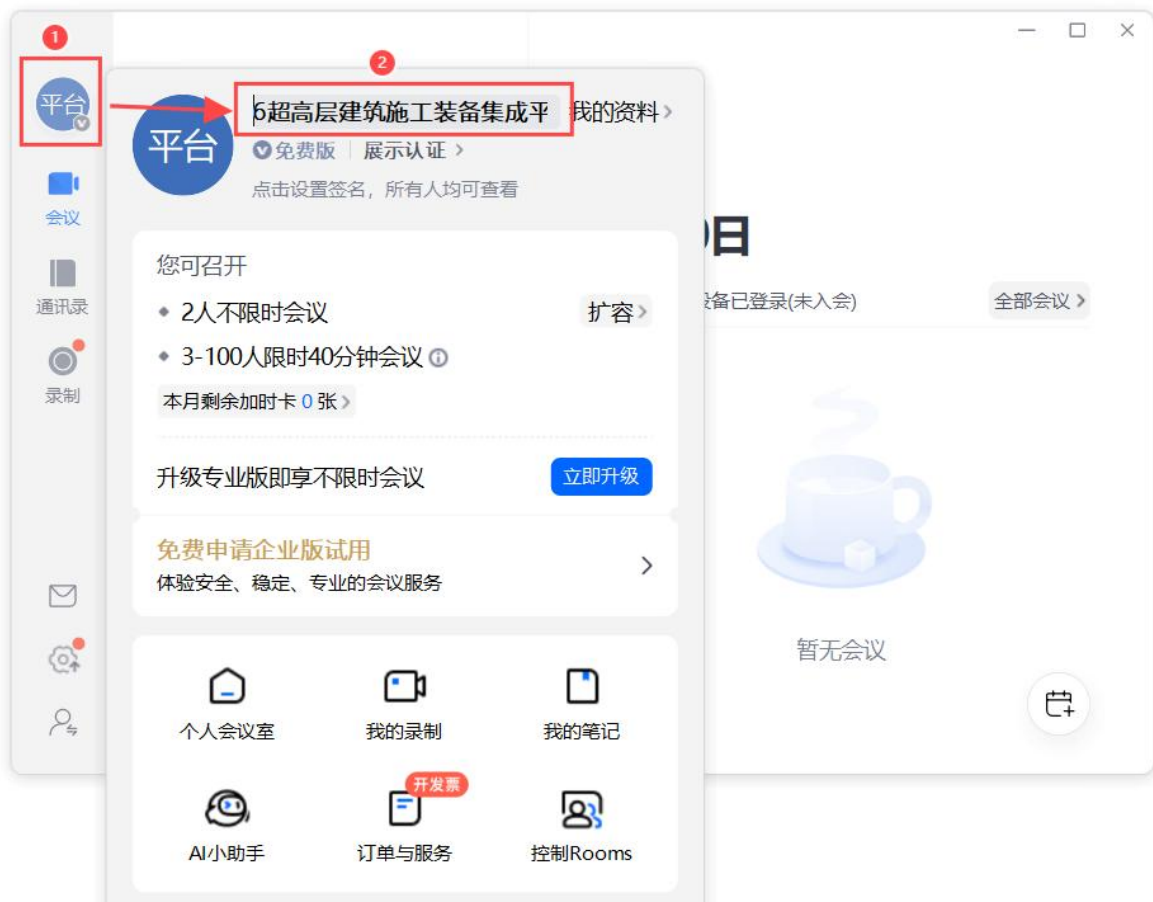 1
2
平台
平台
6超高层建筑施工装备集成平
我的资料
免费版
展示认证
点击设置签名，所有人均可查看
会议
通讯录
录制
您可召开
2人不限时会议
扩容
3-100人限时40分钟会议
本月剩余加时卡 0 张
升级专业版即享不限时会议
立即升级
免费申请企业版试用
体验安全、稳定、专业的会议服务
个人会议室
我的录制
我的笔记
开发票
AI小助手
订单与服务
控制Rooms
日
设备已登录(未入会)
全部会议
暂无会议